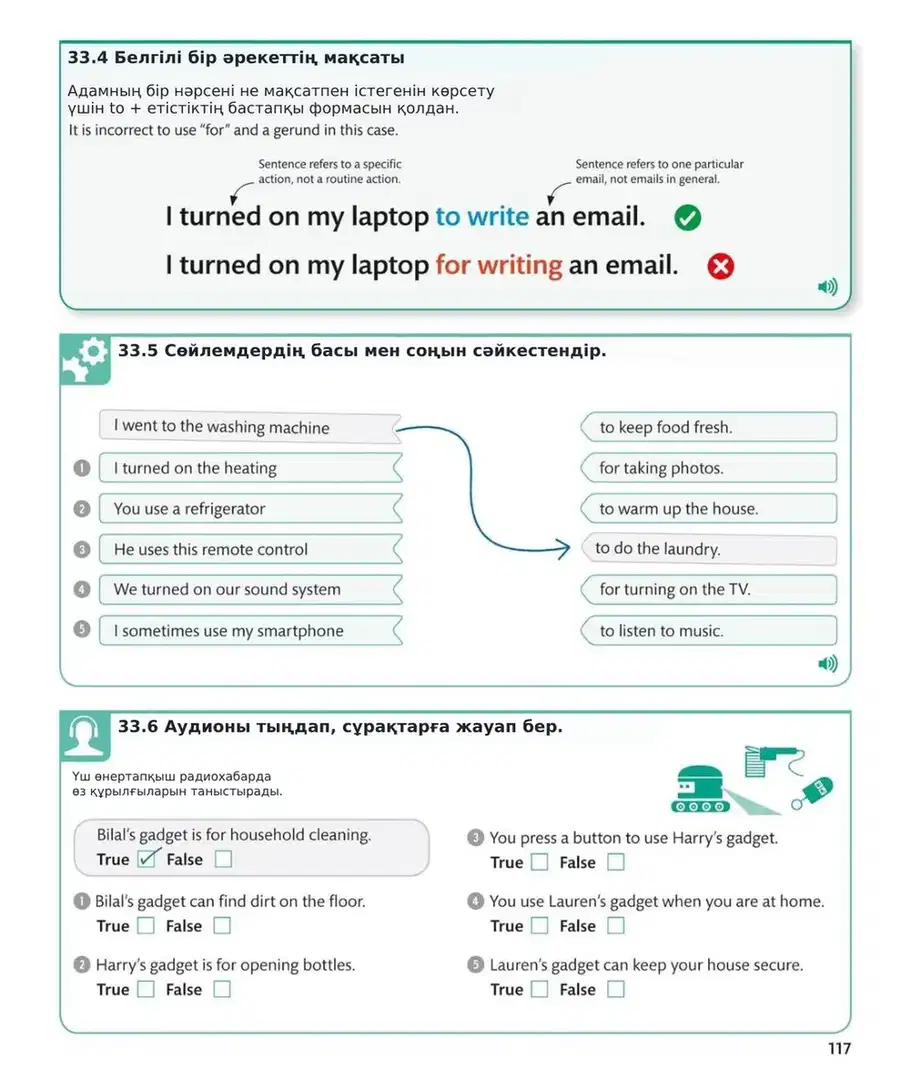 33.4 Белгілі бір әрекеттің мақсаты
Адамның бір нәрсені не мақсатпен істегенін көрсету
үшін to + етістіктің бастапқы формасын қолдан.
It is incorrect to use “for” and a gerund in this case.
Sentence refers to a specific
action, not a routine action.
Sentence refers to one particular
email, not emails in general.
I turned on my laptop to write an email.
I turned on my laptop for writing an email.
33.5 Сөйлемдердің басы мен соңын сәйкестендір.
I went to the washing machine
to keep food fresh.
1 I turned on the heating
for taking photos.
2 You use a refrigerator
to warm up the house.
3 He uses this remote control
to do the laundry.
4 We turned on our sound system
for turning on the TV.
5 I sometimes use my smartphone
to listen to music.
33.6 Аудионы тыңдап, сұрақтарға жауап бер.
Үш өнертапқыш радиохабарда
өз құрылғыларын таныстырады.
Bilal’s gadget is for household cleaning.
True False
1 Bilal’s gadget can find dirt on the floor.
True False
2 Harry’s gadget is for opening bottles.
True False
3 You press a button to use Harry’s gadget.
True False
4 You use Lauren’s gadget when you are at home.
True False
5 Lauren’s gadget can keep your house secure.
True False
117